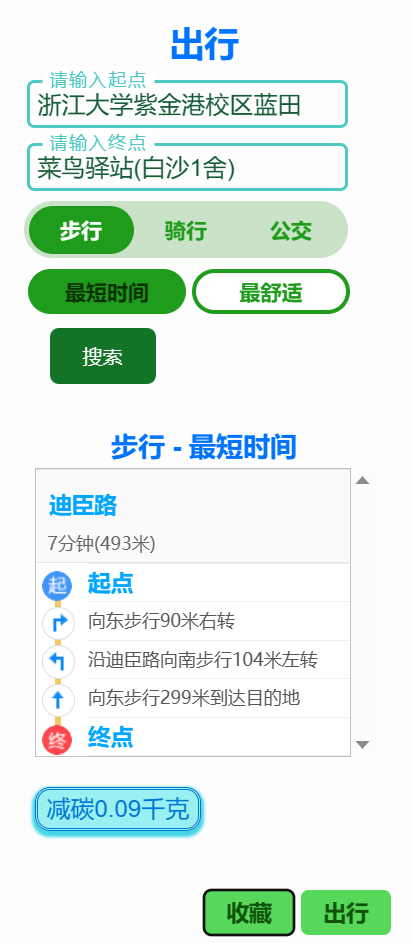 出行
请输入起点
浙江大学紫金港校区蓝田
请输入终点
菜鸟驿站(白沙1舍)
步行 骑行 公交
最短时间 最舒适
搜索
步行 - 最短时间
迪臣路
7分钟(493米)
起 起点
向东步行90米右转
沿迪臣路向南步行104米左转
向东步行299米到达目的地
终 终点
减碳0.09千克
收藏 出行